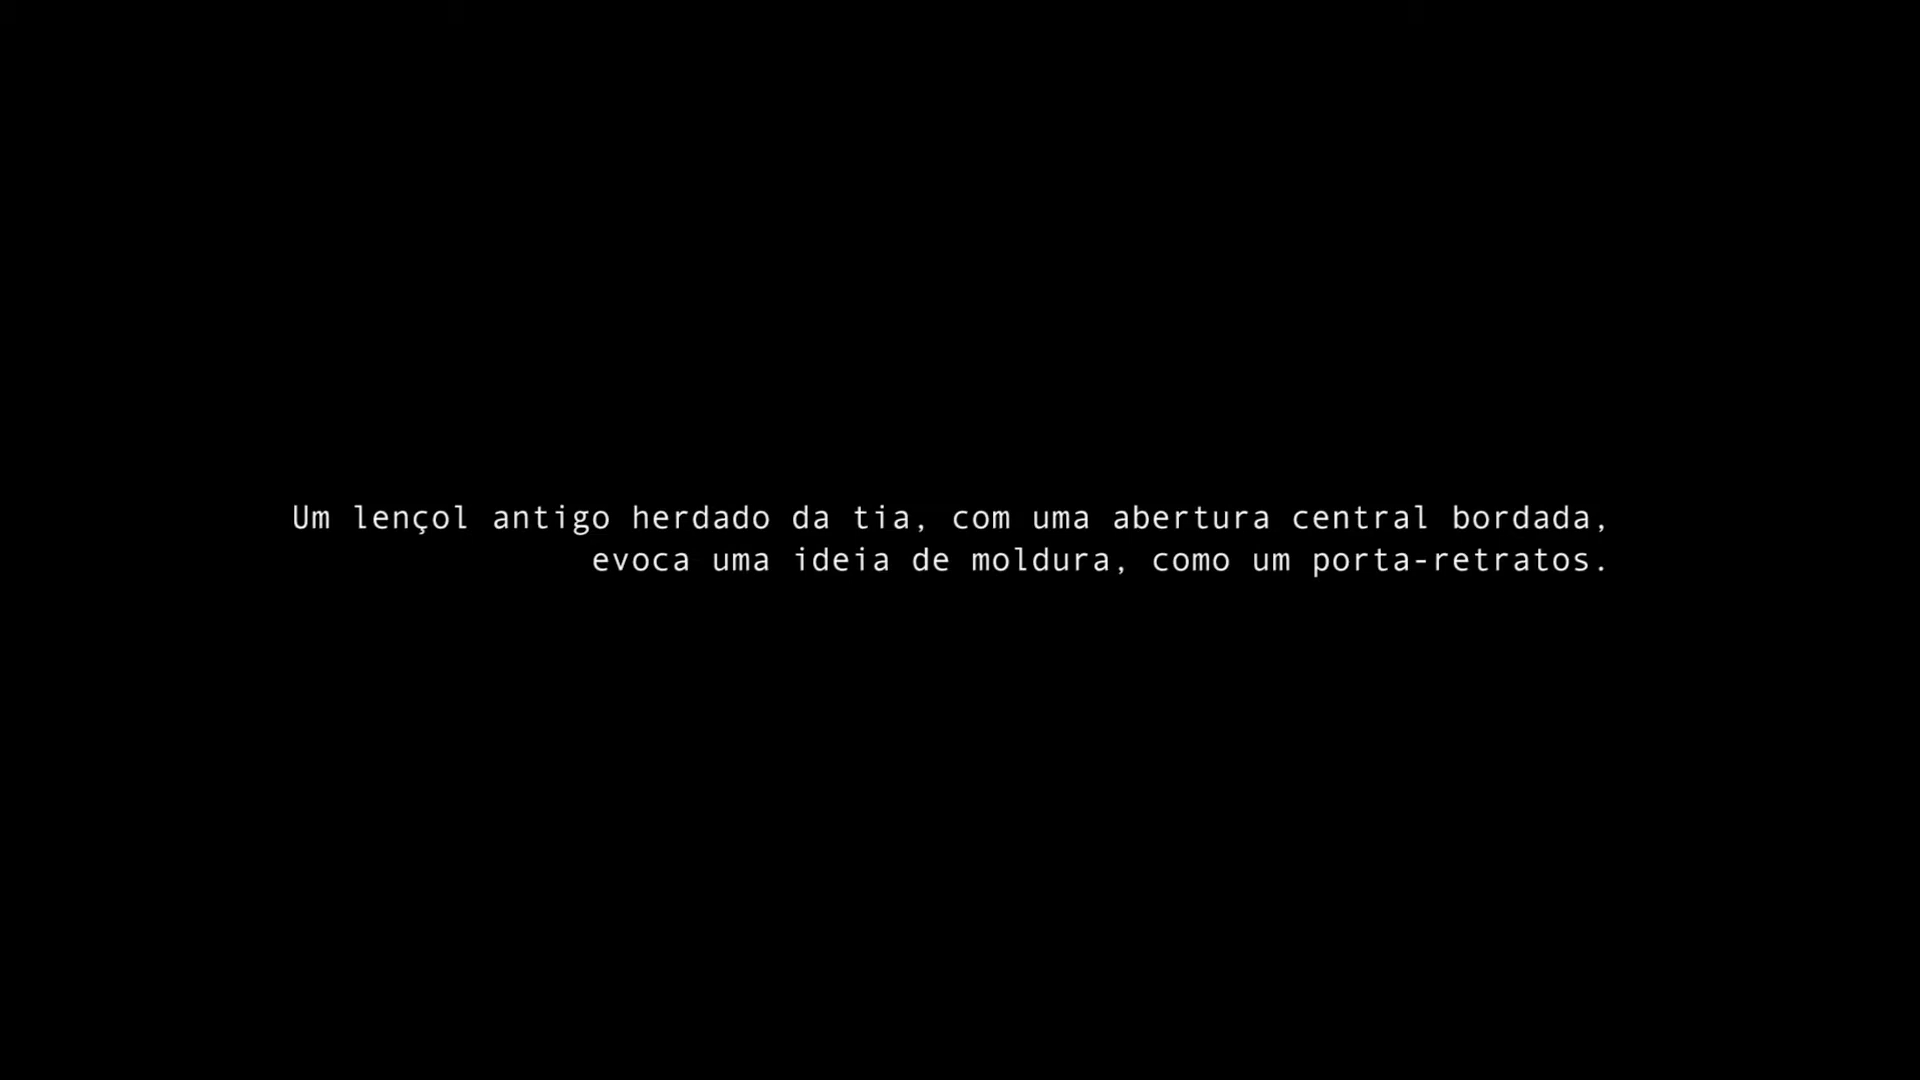 Um lençol antigo herdado da tia, com uma abertura central bordada,
evoca uma ideia de moldura, como um porta-retratos.